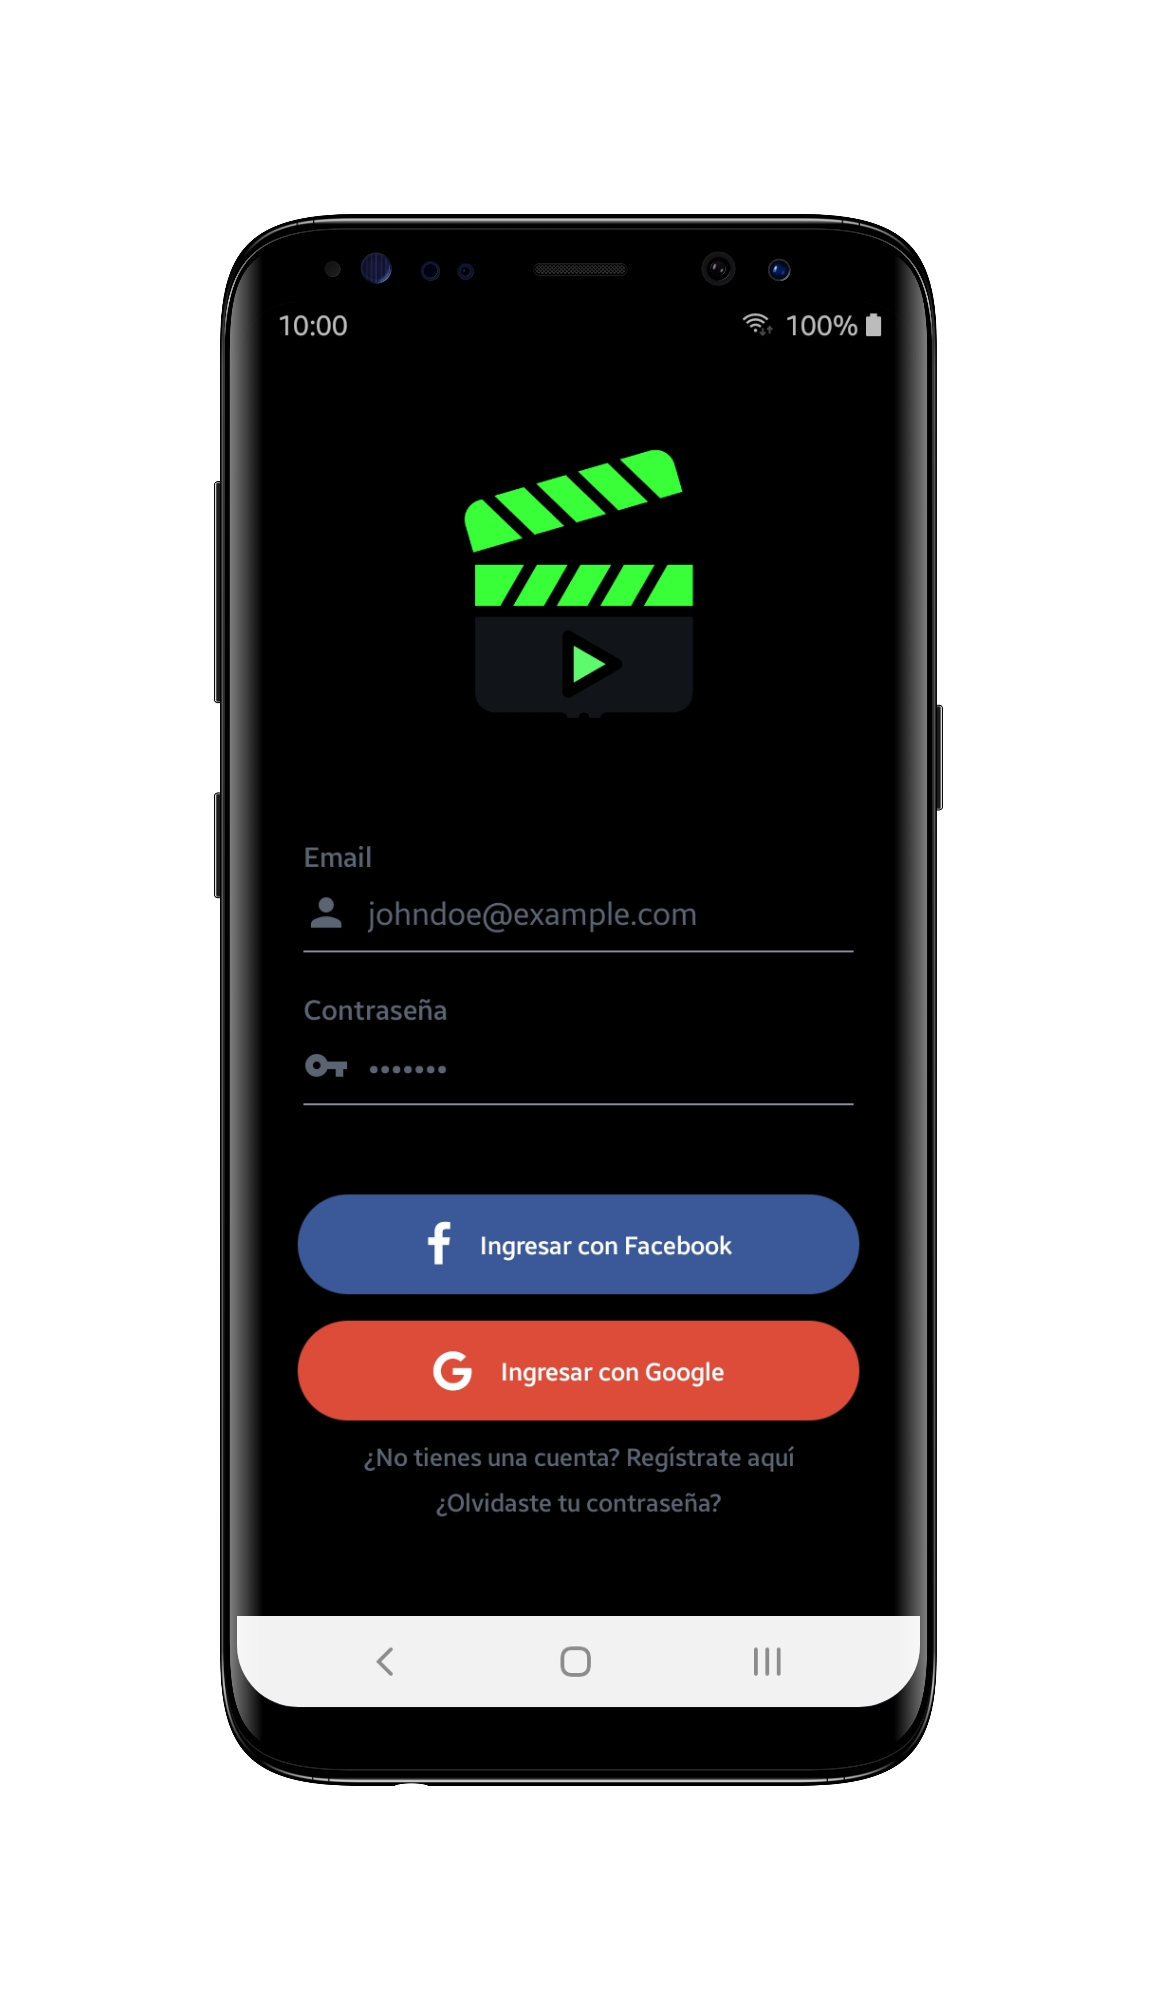 10:00 100%
Email
johndoe@example.com
Contraseña
•••••••
Ingresar con Facebook
Ingresar con Google
¿No tienes una cuenta? Regístrate aquí
¿Olvidaste tu contraseña?